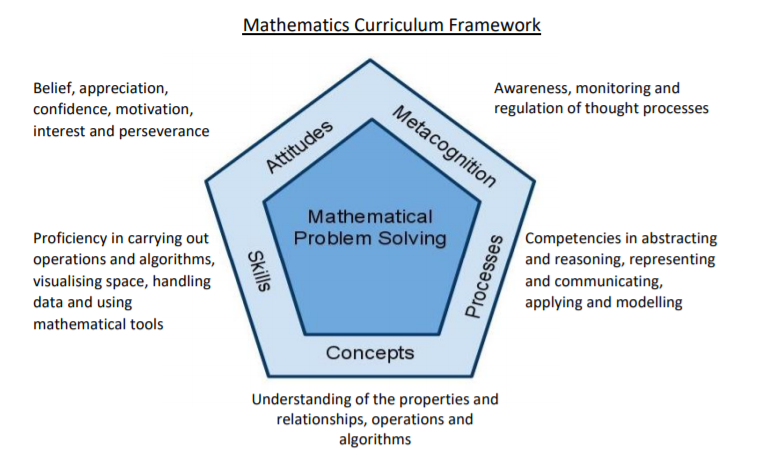 Mathematics Curriculum Framework
Belief, appreciation,
confidence, motivation,
interest and perseverance
Awareness, monitoring and
regulation of thought processes
Attitudes
Metacognition
Mathematical
Problem Solving
Proficiency in carrying out
operations and algorithms,
visualising space, handling
data and using
mathematical tools
Skills
Processes
Competencies in abstracting
and reasoning, representing
and communicating,
applying and modelling
Concepts
Understanding of the properties and
relationships, operations and
algorithms